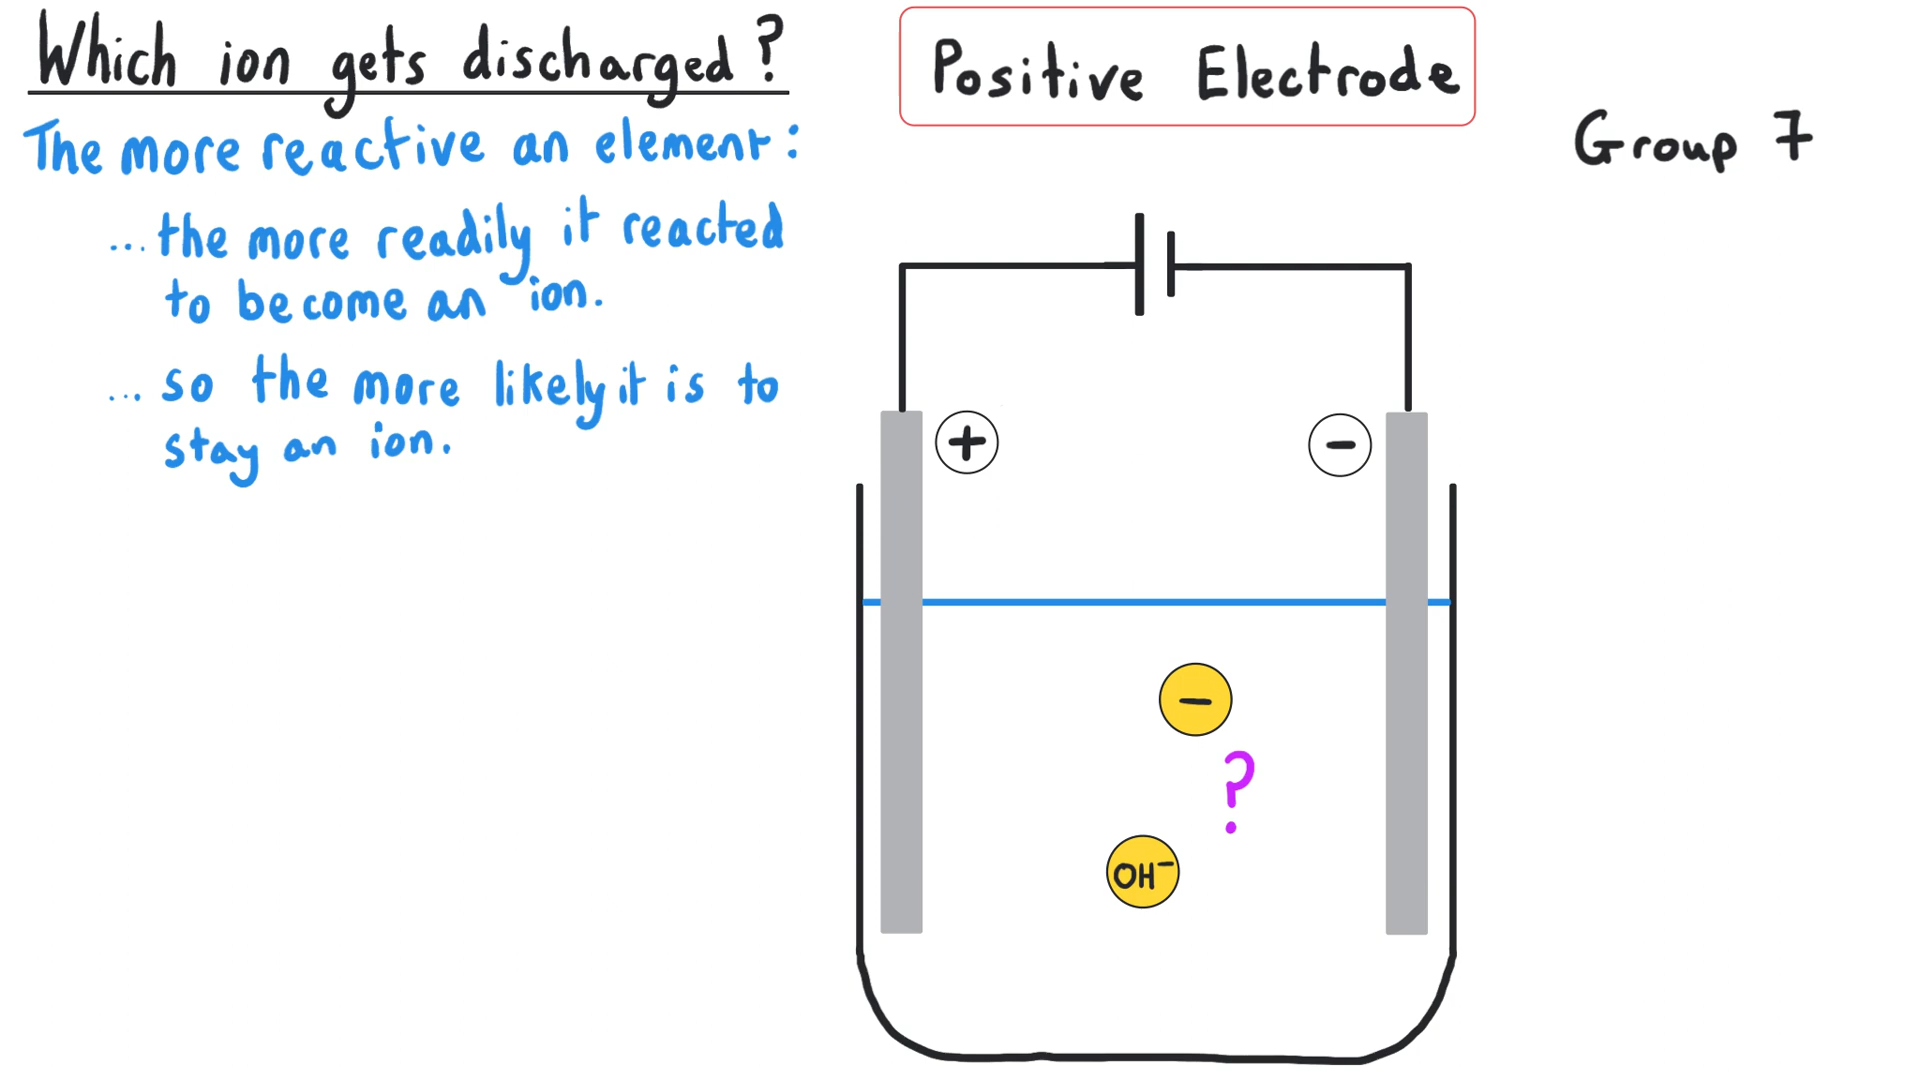 Which ion gets discharged?
The more reactive an element:
... the more readily it reacted
to become an ion.
... so the more likely it is to
stay an ion.
Positive Electrode
Group 7
+
-
-
?
OH⁻